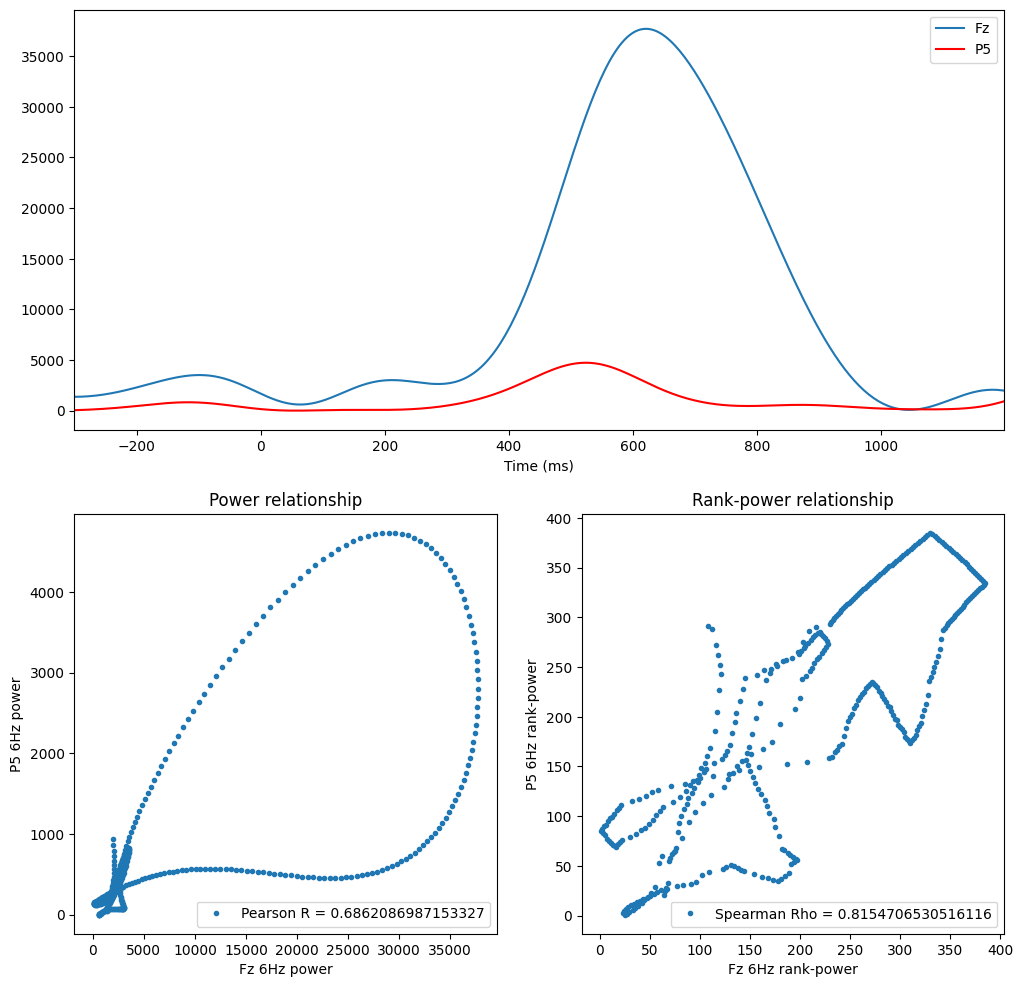 Fz
P5
35000
30000
25000
20000
15000
10000
5000
0
−200 0 200 400 600 800 1000
Time (ms)
Power relationship
P5 6Hz power
4000
3000
2000
1000
0
Pearson R = 0.6862086987153327
0 5000 10000 15000 20000 25000 30000 35000
Fz 6Hz power
Rank-power relationship
P5 6Hz rank-power
400
350
300
250
200
150
100
50
0
Spearman Rho = 0.8154706530516116
0 50 100 150 200 250 300 350 400
Fz 6Hz rank-power